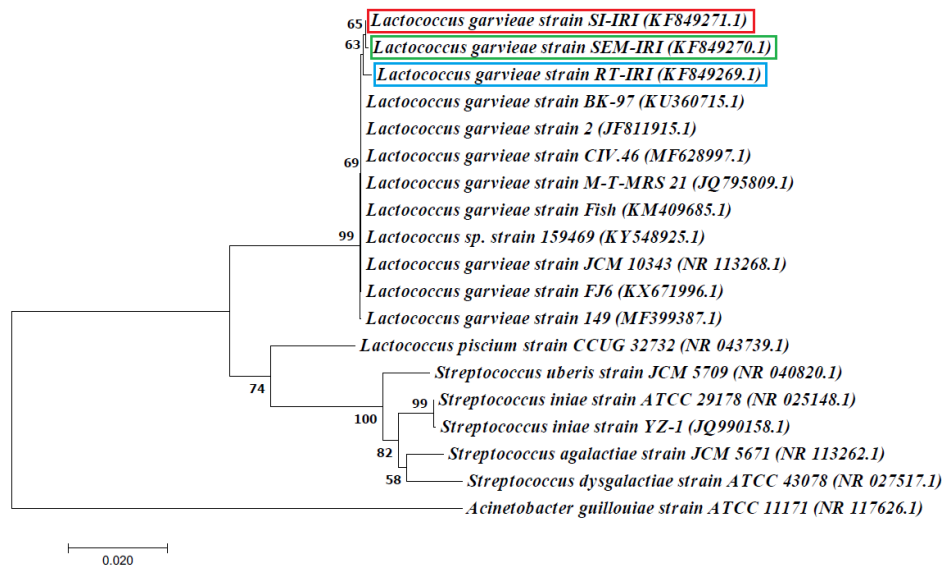 65
Lactococcus garvieae strain SI-IRI (KF849271.1)
63
Lactococcus garvieae strain SEM-IRI (KF849270.1)
Lactococcus garvieae strain RT-IRI (KF849269.1)
Lactococcus garvieae strain BK-97 (KU360715.1)
Lactococcus garvieae strain 2 (JF811915.1)
69
Lactococcus garvieae strain CIV.46 (MF628997.1)
Lactococcus garvieae strain M-T-MRS 21 (JQ795809.1)
Lactococcus garvieae strain Fish (KM409685.1)
99
Lactococcus sp. strain 159469 (KY548925.1)
Lactococcus garvieae strain JCM 10343 (NR 113268.1)
Lactococcus garvieae strain FJ6 (KX671996.1)
Lactococcus garvieae strain 149 (MF399387.1)
Lactococcus piscium strain CCUG 32732 (NR 043739.1)
74
Streptococcus uberis strain JCM 5709 (NR 040820.1)
99
Streptococcus iniae strain ATCC 29178 (NR 025148.1)
100
Streptococcus iniae strain YZ-1 (JQ990158.1)
82
Streptococcus agalactiae strain JCM 5671 (NR 113262.1)
58
Streptococcus dysgalactiae strain ATCC 43078 (NR 027517.1)
Acinetobacter guillouiae strain ATCC 11171 (NR 117626.1)
0.020